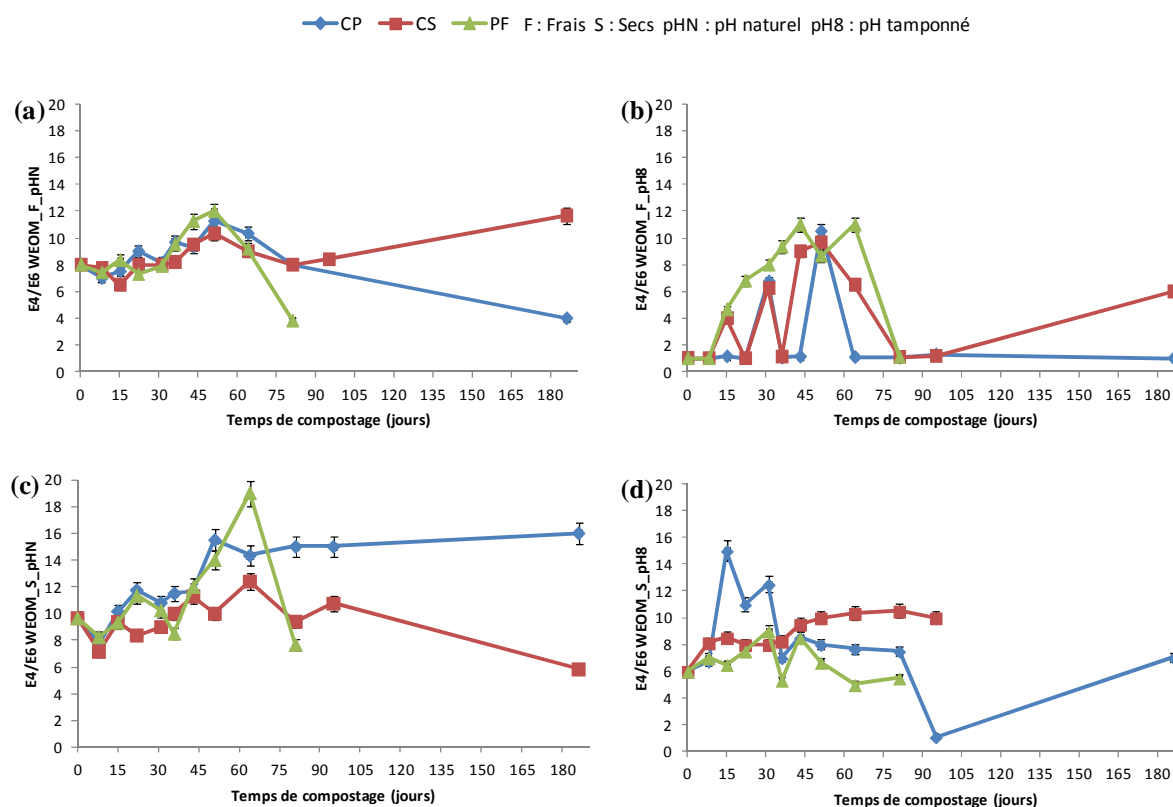 CP CS PF F : Frais S : Secs pHN : pH naturel pH8 : pH tamponné
(a)
E4/E6 WEOM_F_pHN
20
18
16
14
12
10
8
6
4
2
0
0 15 30 45 60 75 90 105 120 135 150 165 180
Temps de compostage (jours)
(b)
E4/E6 WEOM_F_pH8
20
18
16
14
12
10
8
6
4
2
0
0 15 30 45 60 75 90 105 120 135 150 165 180
Temps de compostage (jours)
(c)
E4/E6 WEOM_S_pHN
20
18
16
14
12
10
8
6
4
2
0
0 15 30 45 60 75 90 105 120 135 150 165 180
Temps de compostage (jours)
(d)
E4/E6 WEOM_S_pH8
20
18
16
14
12
10
8
6
4
2
0
0 15 30 45 60 75 90 105 120 135 150 165 180
Temps de compostage (jours)